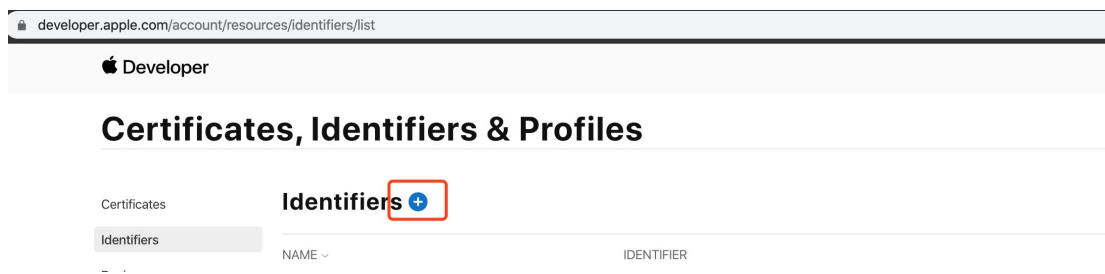 developer.apple.com/account/resources/identifiers/list
Developer
Certificates, Identifiers & Profiles
Certificates
Identifiers
Identifiers
NAME
IDENTIFIER